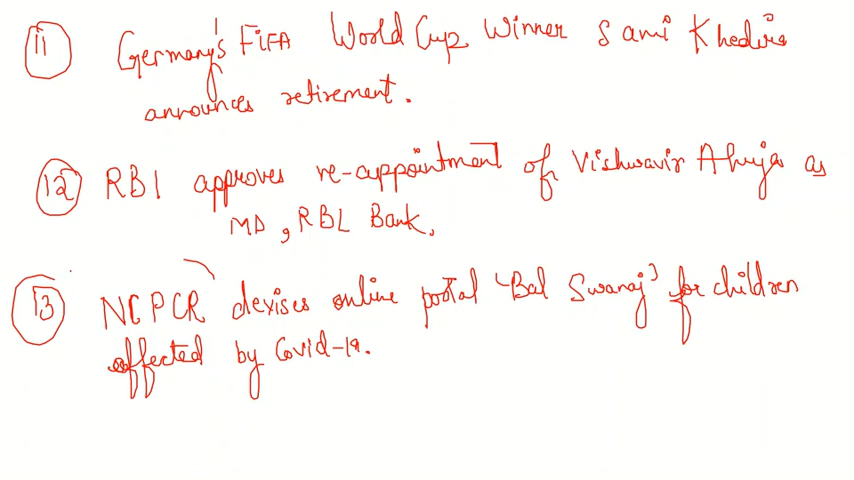 11 Germany's FIFA World Cup Winner Sami Khedira
announces retirement.
12 RBI approves re-appointment of Vishwavir Ahuja as
MD, RBL Bank.
13 NCPCR devises online portal 'Bal Swaraj' for children
affected by Covid-19.